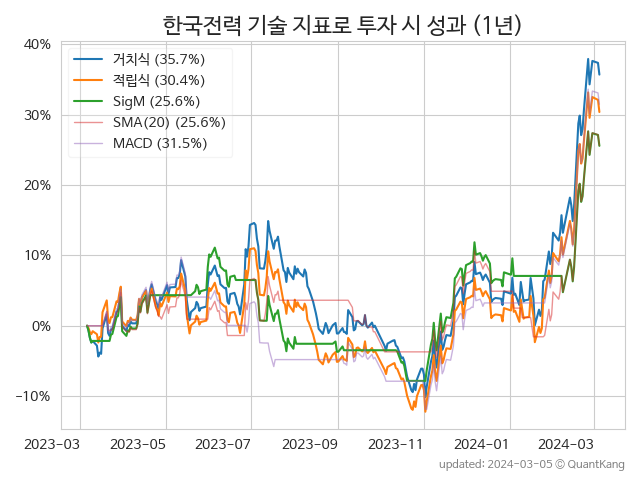 한국전력 기술 지표로 투자 시 성과 (1년)
40%
30%
20%
10%
0%
−10%
거치식 (35.7%)
적립식 (30.4%)
SigM (25.6%)
SMA(20) (25.6%)
MACD (31.5%)
2023−03 2023−05 2023−07 2023−09 2023−11 2024−01 2024−03
updated: 2024-03-05 © QuantKang